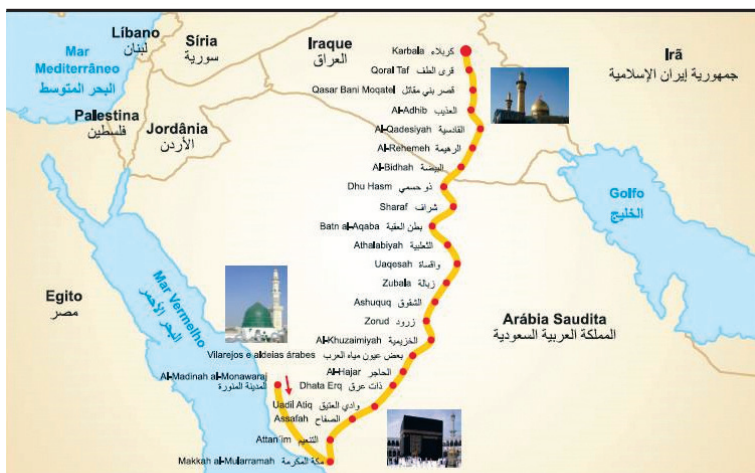 Mar
Mediterrâneo
البحر المتوسط
Líbano
لبنان
Síria
سورية
Iraque
العراق
Irã
جمهورية إيران الإسلامية
Palestina
فلسطين
Jordânia
الأردن
Golfo
الخليج
Egito
مصر
Mar Vermelho
البحر الأحمر
Arábia Saudita
المملكة العربية السعودية
Karbala كربلاء
Qoral Taf قرى الطف
Qasar Bani Moqatel قصر بني مقاتل
Al-Adhib العذيب
Al-Qadesiyah القادسية
Al-Rehemeh الرهيمة
Al-Bidhah البيضة
Dhu Hasm ذو حسمي
Sharaf شراف
Batn al-Aqaba بطن العقبة
Athalabiyah الثعلبية
Uaqesah واقساة
Zubala زبالة
Ashuquq الشقوق
Zorud زرود
Al-Khuzaimiyah الخزيمية
Vilarejos e aldeias árabes بعض عيون مياه العرب
Al-Hajar الحاجر
Al-Madinah al-Monawaraj
المدينة المنورة
Dhata Erq ذات عرق
Uadil Atiq وادي العتيق
Assafah الصفاح
Attan´im التنعيم
Makkah al-Mularramah مكة المكرمة